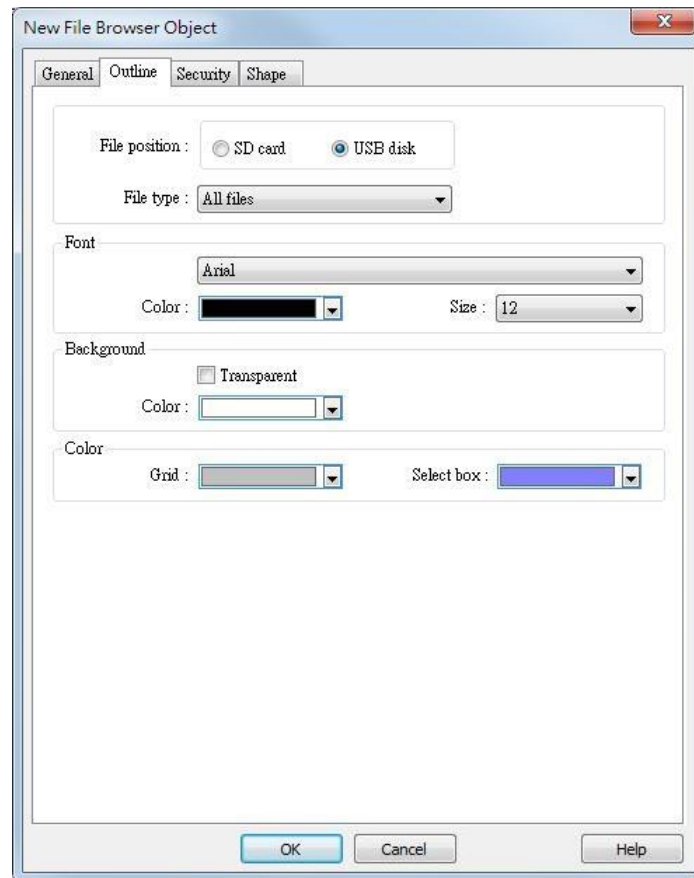 New File Browser Object
General Outline Security Shape
File position : SD card USB disk
File type : All files
Font
Arial
Color : Size : 12
Background
Transparent
Color :
Color
Grid : Select box :
OK Cancel Help